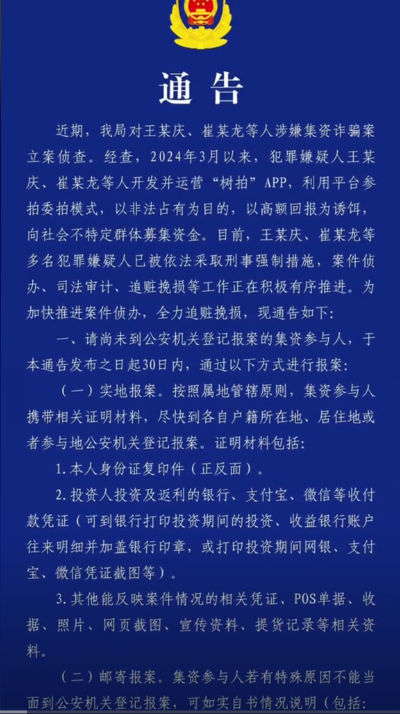 通 告
近期，我局对王某庆、崔某龙等人涉嫌集资诈骗案
立案侦查。经查，2024年3月以来，犯罪嫌疑人王某
庆、崔某龙等人开发并运营“树拍”APP，利用平台参
拍委拍模式，以非法占有为目的，以高额回报为诱饵，
向社会不特定群体募集资金。目前，王某庆、崔某龙等
多名犯罪嫌疑人已被依法采取刑事强制措施，案件侦
办、司法审计、追赃挽损等工作正在积极有序推进。为
加快推进案件侦办，全力追赃挽损，现通告如下：
一、请尚未到公安机关登记报案的集资参与人，于
本通告发布之日起30日内，通过以下方式进行报案：
（一）实地报案。按照属地管辖原则，集资参与人
携带相关证明材料，尽快到各自户籍所在地、居住地或
者参与地公安机关登记报案。证明材料包括：
1.本人身份证复印件（正反面）。
2.投资人投资及返利的银行、支付宝、微信等收付
款凭证（可到银行打印投资期间的投资、收益银行账户
往来明细并加盖银行印章，或打印投资期间网银、支付
宝、微信凭证截图等）。
3.其他能反映案件情况的相关凭证、POS单据、收
据、照片、网页截图、宣传资料、提货记录等相关资
料。
（二）邮寄报案。集资参与人若有特殊原因不能当
面到公安机关登记报案，可如实自书情况说明（包括：